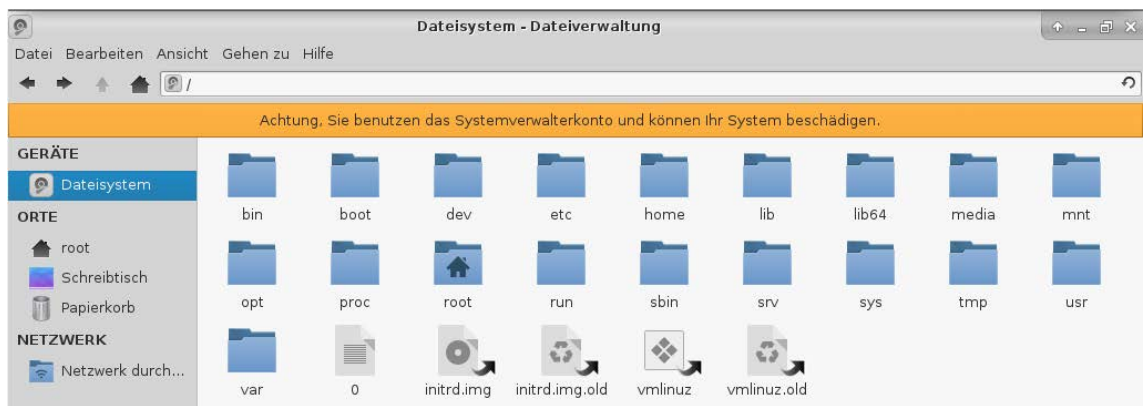 Dateisystem - Dateiverwaltung
Datei Bearbeiten Ansicht Gehen zu Hilfe
/
Achtung, Sie benutzen das Systemverwalterkonto und können Ihr System beschädigen.
GERÄTE
Dateisystem
ORTE
root
Schreibtisch
Papierkorb
NETZWERK
Netzwerk durch...
bin boot dev etc home lib lib64 media mnt
opt proc root run sbin srv sys tmp usr
var 0 initrd.img initrd.img.old vmlinuz vmlinuz.old